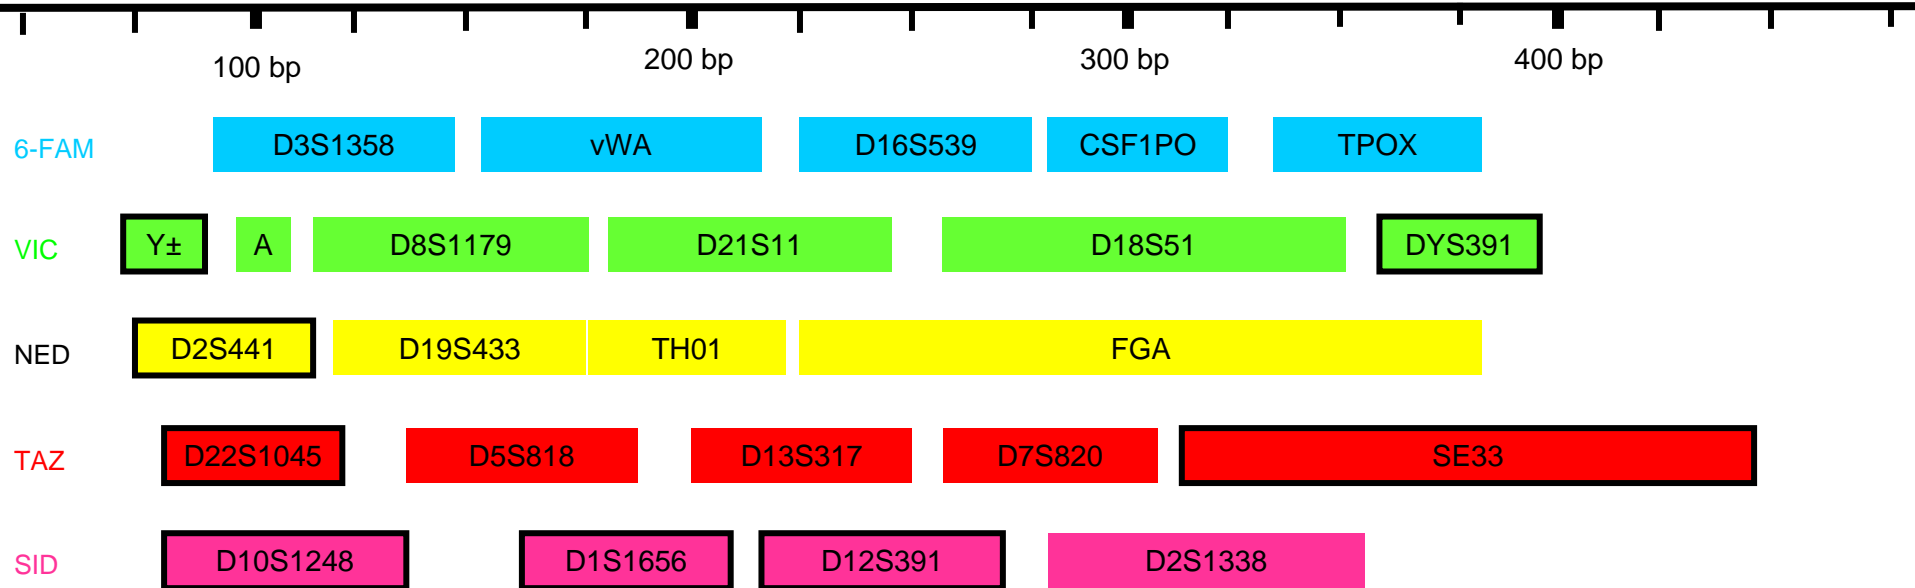 100 bp 200 bp 300 bp 400 bp
6-FAM D3S1358 vWA D16S539 CSF1PO TPOX
VIC Y± A D8S1179 D21S11 D18S51 DYS391
NED D2S441 D19S433 TH01 FGA
TAZ D22S1045 D5S818 D13S317 D7S820 SE33
SID D10S1248 D1S1656 D12S391 D2S1338